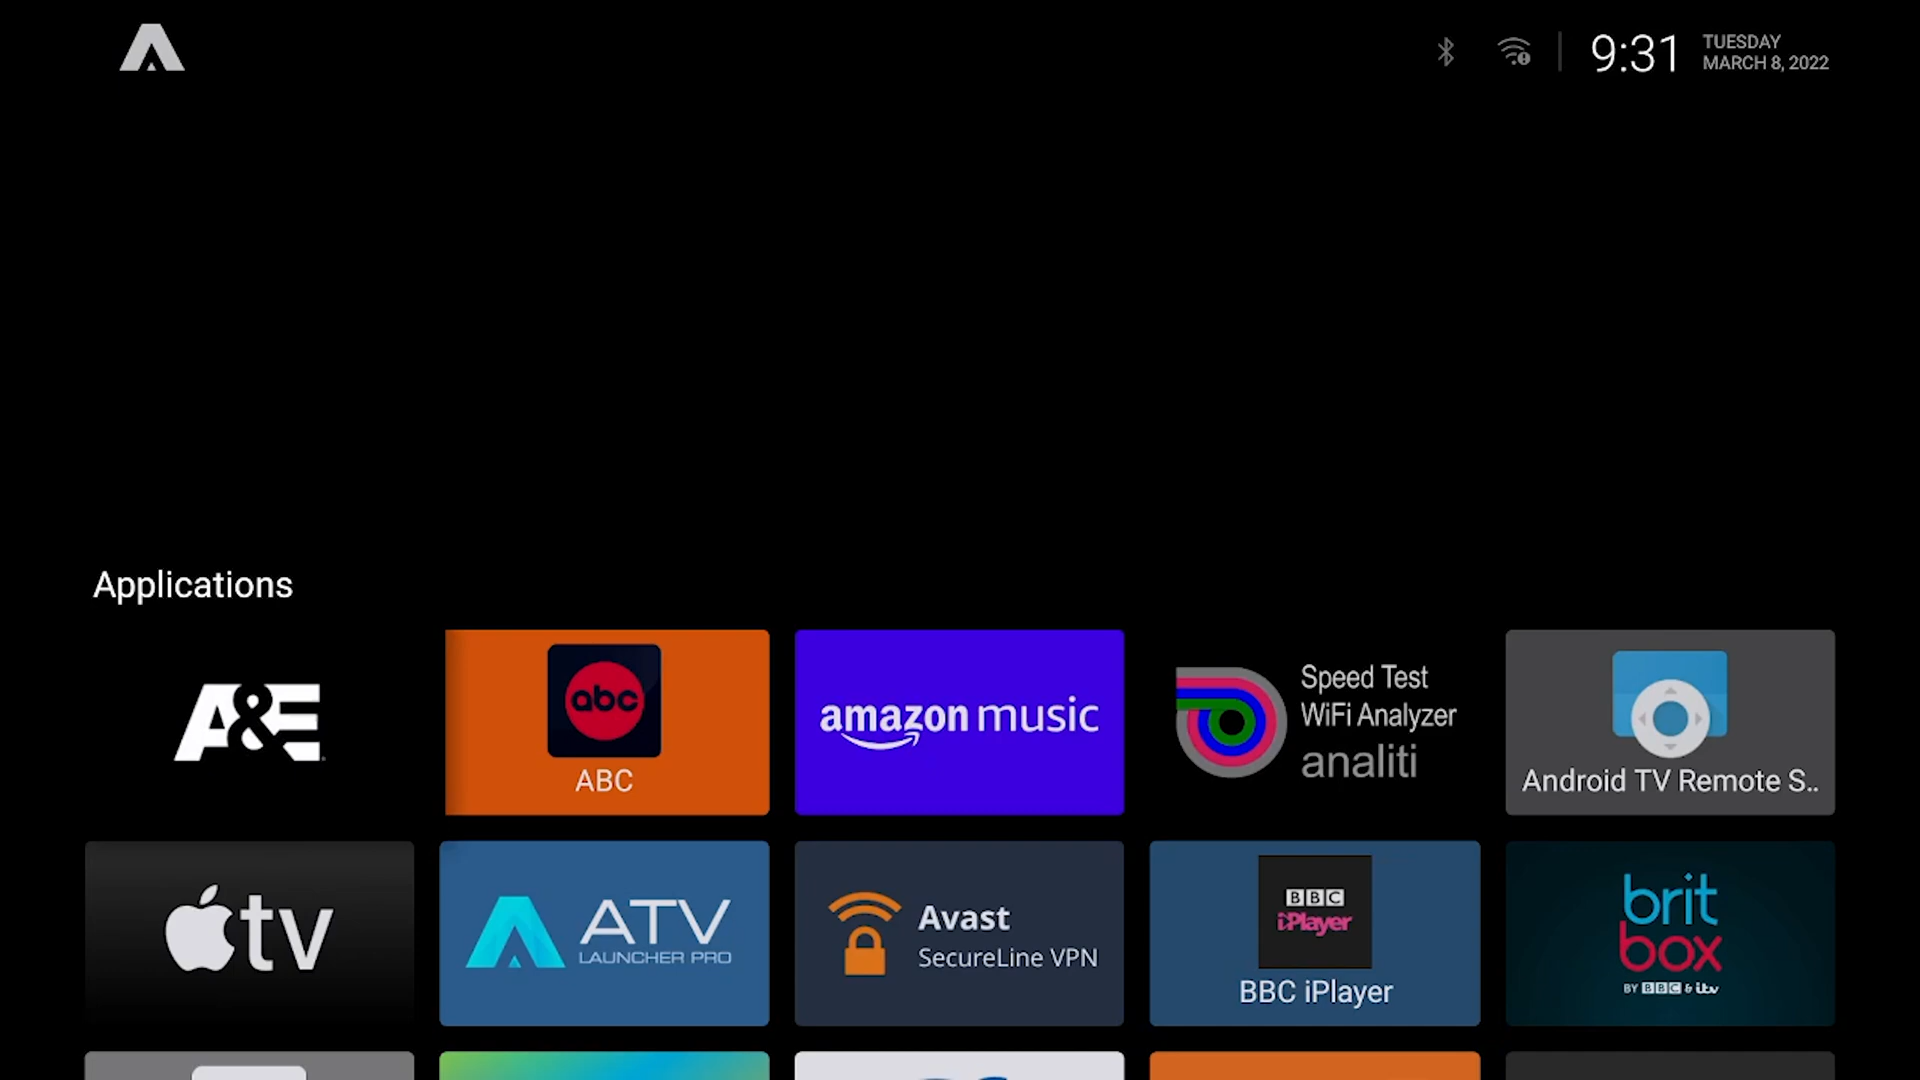 9:31
TUESDAY
MARCH 8, 2022
Applications
A&E
abc
ABC
amazon music
Speed Test
WiFi Analyzer
analiti
Android TV Remote S..
tv
ATV
LAUNCHER PRO
Avast
SecureLine VPN
BBC
iPlayer
BBC iPlayer
brit
box
BY BBC & itv